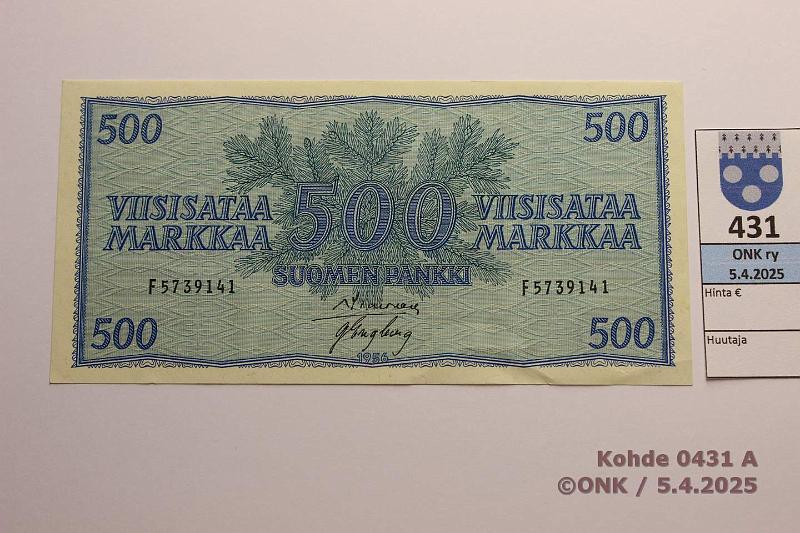 500 500
VIISISATAA 500 VIISISATAA
MARKKAA MARKKAA
SUOMEN PANKKI
F5739141 F5739141
500 500
1956
431
ONK ry
5.4.2025
Hinta €
Huutaja
Kohde 0431 A
©ONK / 5.4.2025